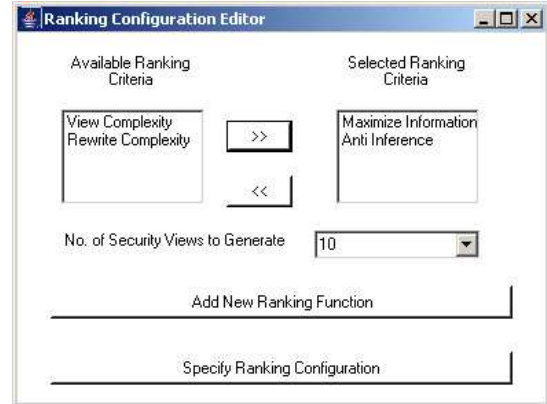 Ranking Configuration Editor
Available Ranking
Criteria
Selected Ranking
Criteria
View Complexity
Rewrite Complexity
>>
<<
Maximize Information
Anti Inference
No. of Security Views to Generate
10
Add New Ranking Function
Specify Ranking Configuration